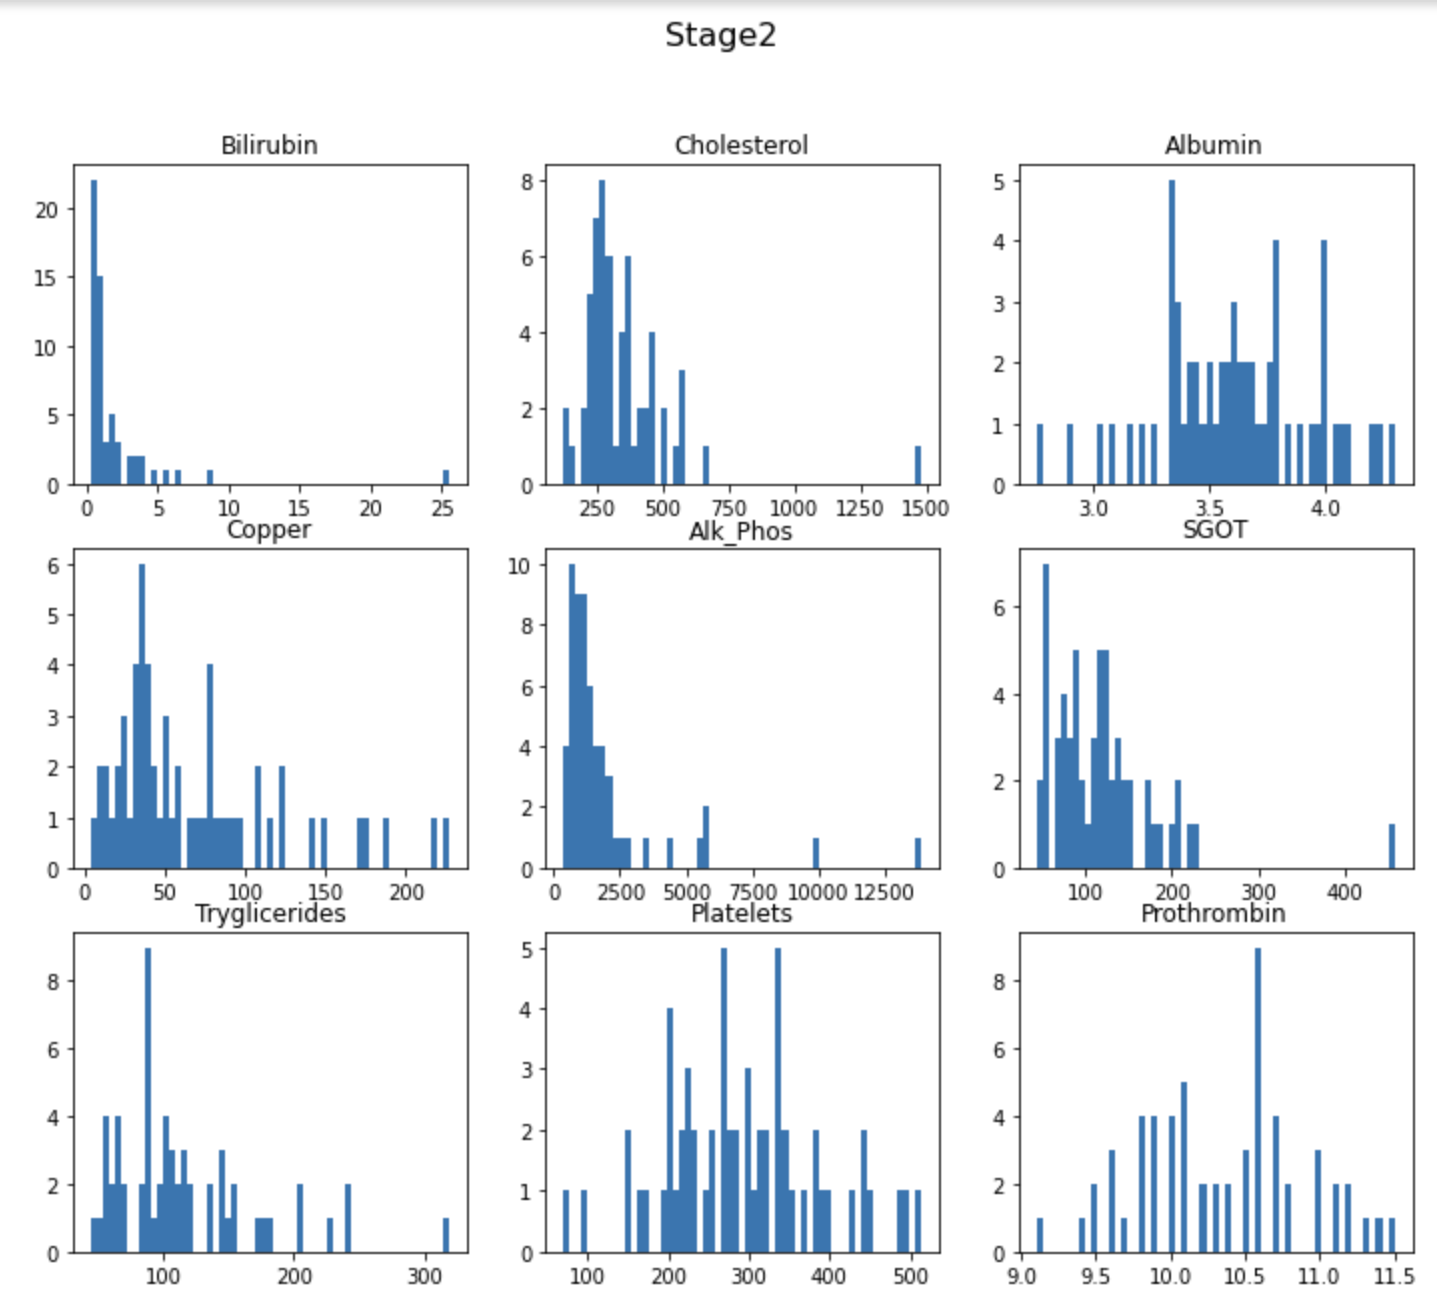 Stage2
Bilirubin
20
15
10
5
0
0 5 10 15 20 25
Cholesterol
8
6
4
2
0
250 500 750 1000 1250 1500
Albumin
5
4
3
2
1
0
3.0 3.5 4.0
Copper
6
5
4
3
2
1
0
0 50 100 150 200
Alk_Phos
10
8
6
4
2
0
0 2500 5000 7500 10000 12500
SGOT
6
4
2
0
100 200 300 400
Tryglicerides
8
6
4
2
0
100 200 300
Platelets
5
4
3
2
1
0
100 200 300 400 500
Prothrombin
8
6
4
2
0
9.0 9.5 10.0 10.5 11.0 11.5